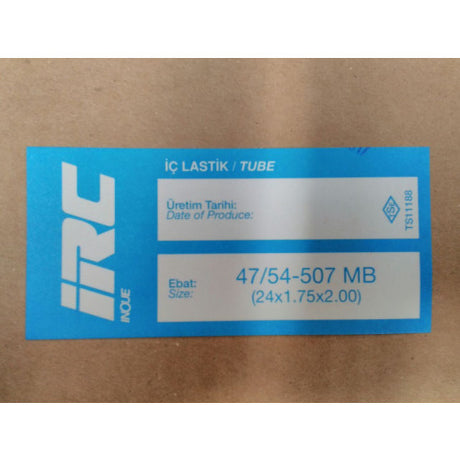 IRC
INOUE
İÇ LASTİK / TUBE
Üretim Tarihi:
Date of Produce:
TS11188
Ebat:
Size:
47/54-507 MB
(24x1.75x2.00)